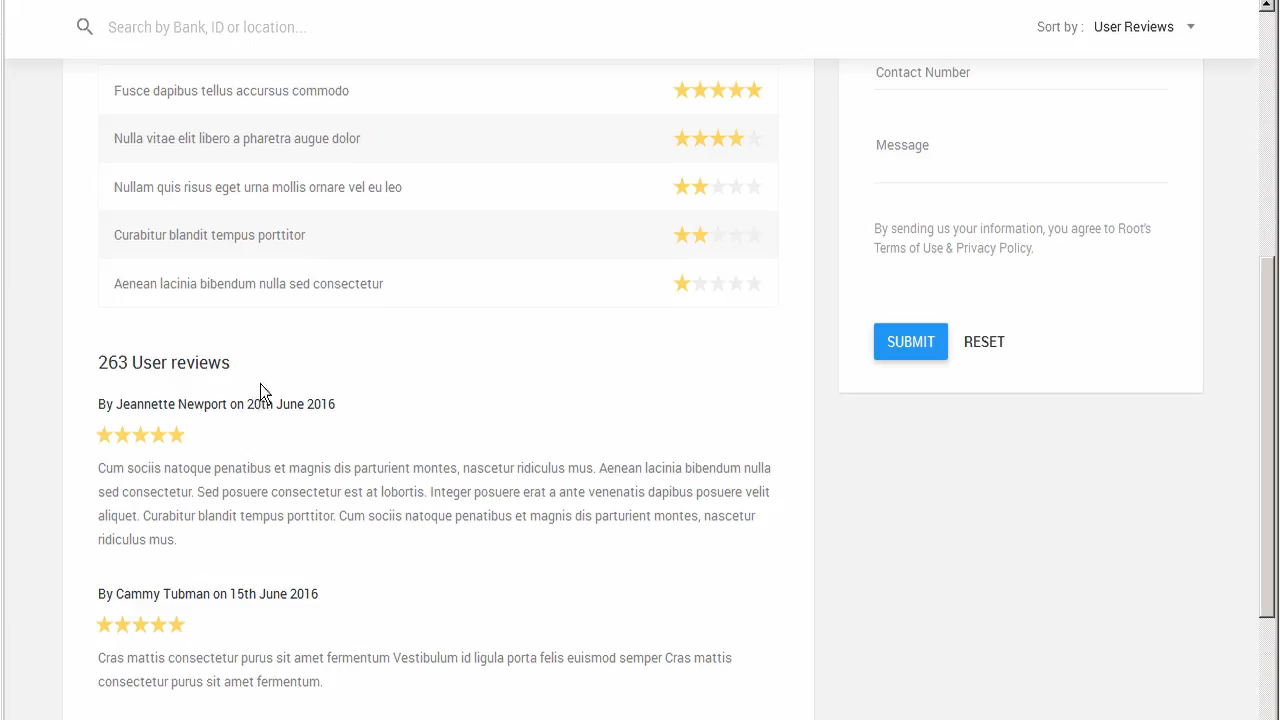 Search by Bank, ID or location...
Sort by : User Reviews
Fusce dapibus tellus accursus commodo
Nulla vitae elit libero a pharetra augue dolor
Nullam quis risus eget urna mollis ornare vel eu leo
Curabitur blandit tempus porttitor
Aenean lacinia bibendum nulla sed consectetur
263 User reviews
By Jeannette Newport on 20th June 2016
Cum sociis natoque penatibus et magnis dis parturient montes, nascetur ridiculus mus. Aenean lacinia bibendum nulla
sed consectetur. Sed posuere consectetur est at lobortis. Integer posuere erat a ante venenatis dapibus posuere velit
aliquet. Curabitur blandit tempus porttitor. Cum sociis natoque penatibus et magnis dis parturient montes, nascetur
ridiculus mus.
By Cammy Tubman on 15th June 2016
Cras mattis consectetur purus sit amet fermentum Vestibulum id ligula porta felis euismod semper Cras mattis
consectetur purus sit amet fermentum.
Contact Number
Message
By sending us your information, you agree to Root's
Terms of Use & Privacy Policy.
SUBMIT
RESET